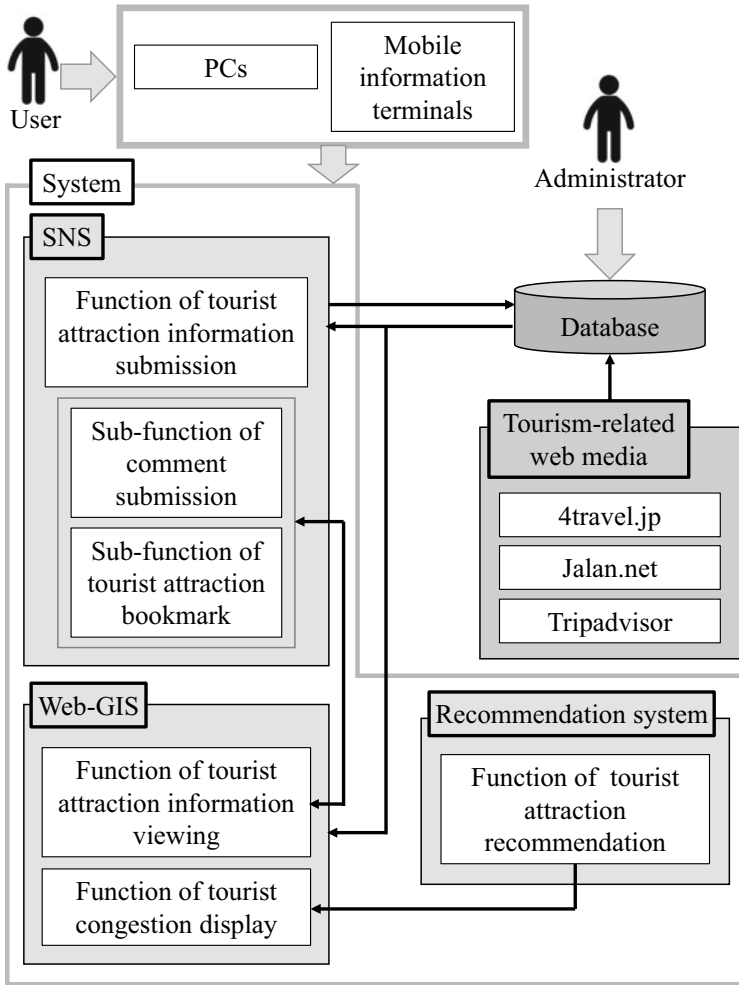 User
PCs
Mobile
information
terminals
Administrator
System
SNS
Function of tourist
attraction information
submission
Sub-function of
comment
submission
Sub-function of
tourist attraction
bookmark
Database
Tourism-related
web media
4travel.jp
Jalan.net
Tripadvisor
Web-GIS
Function of tourist
attraction information
viewing
Function of tourist
congestion display
Recommendation system
Function of tourist
attraction
recommendation